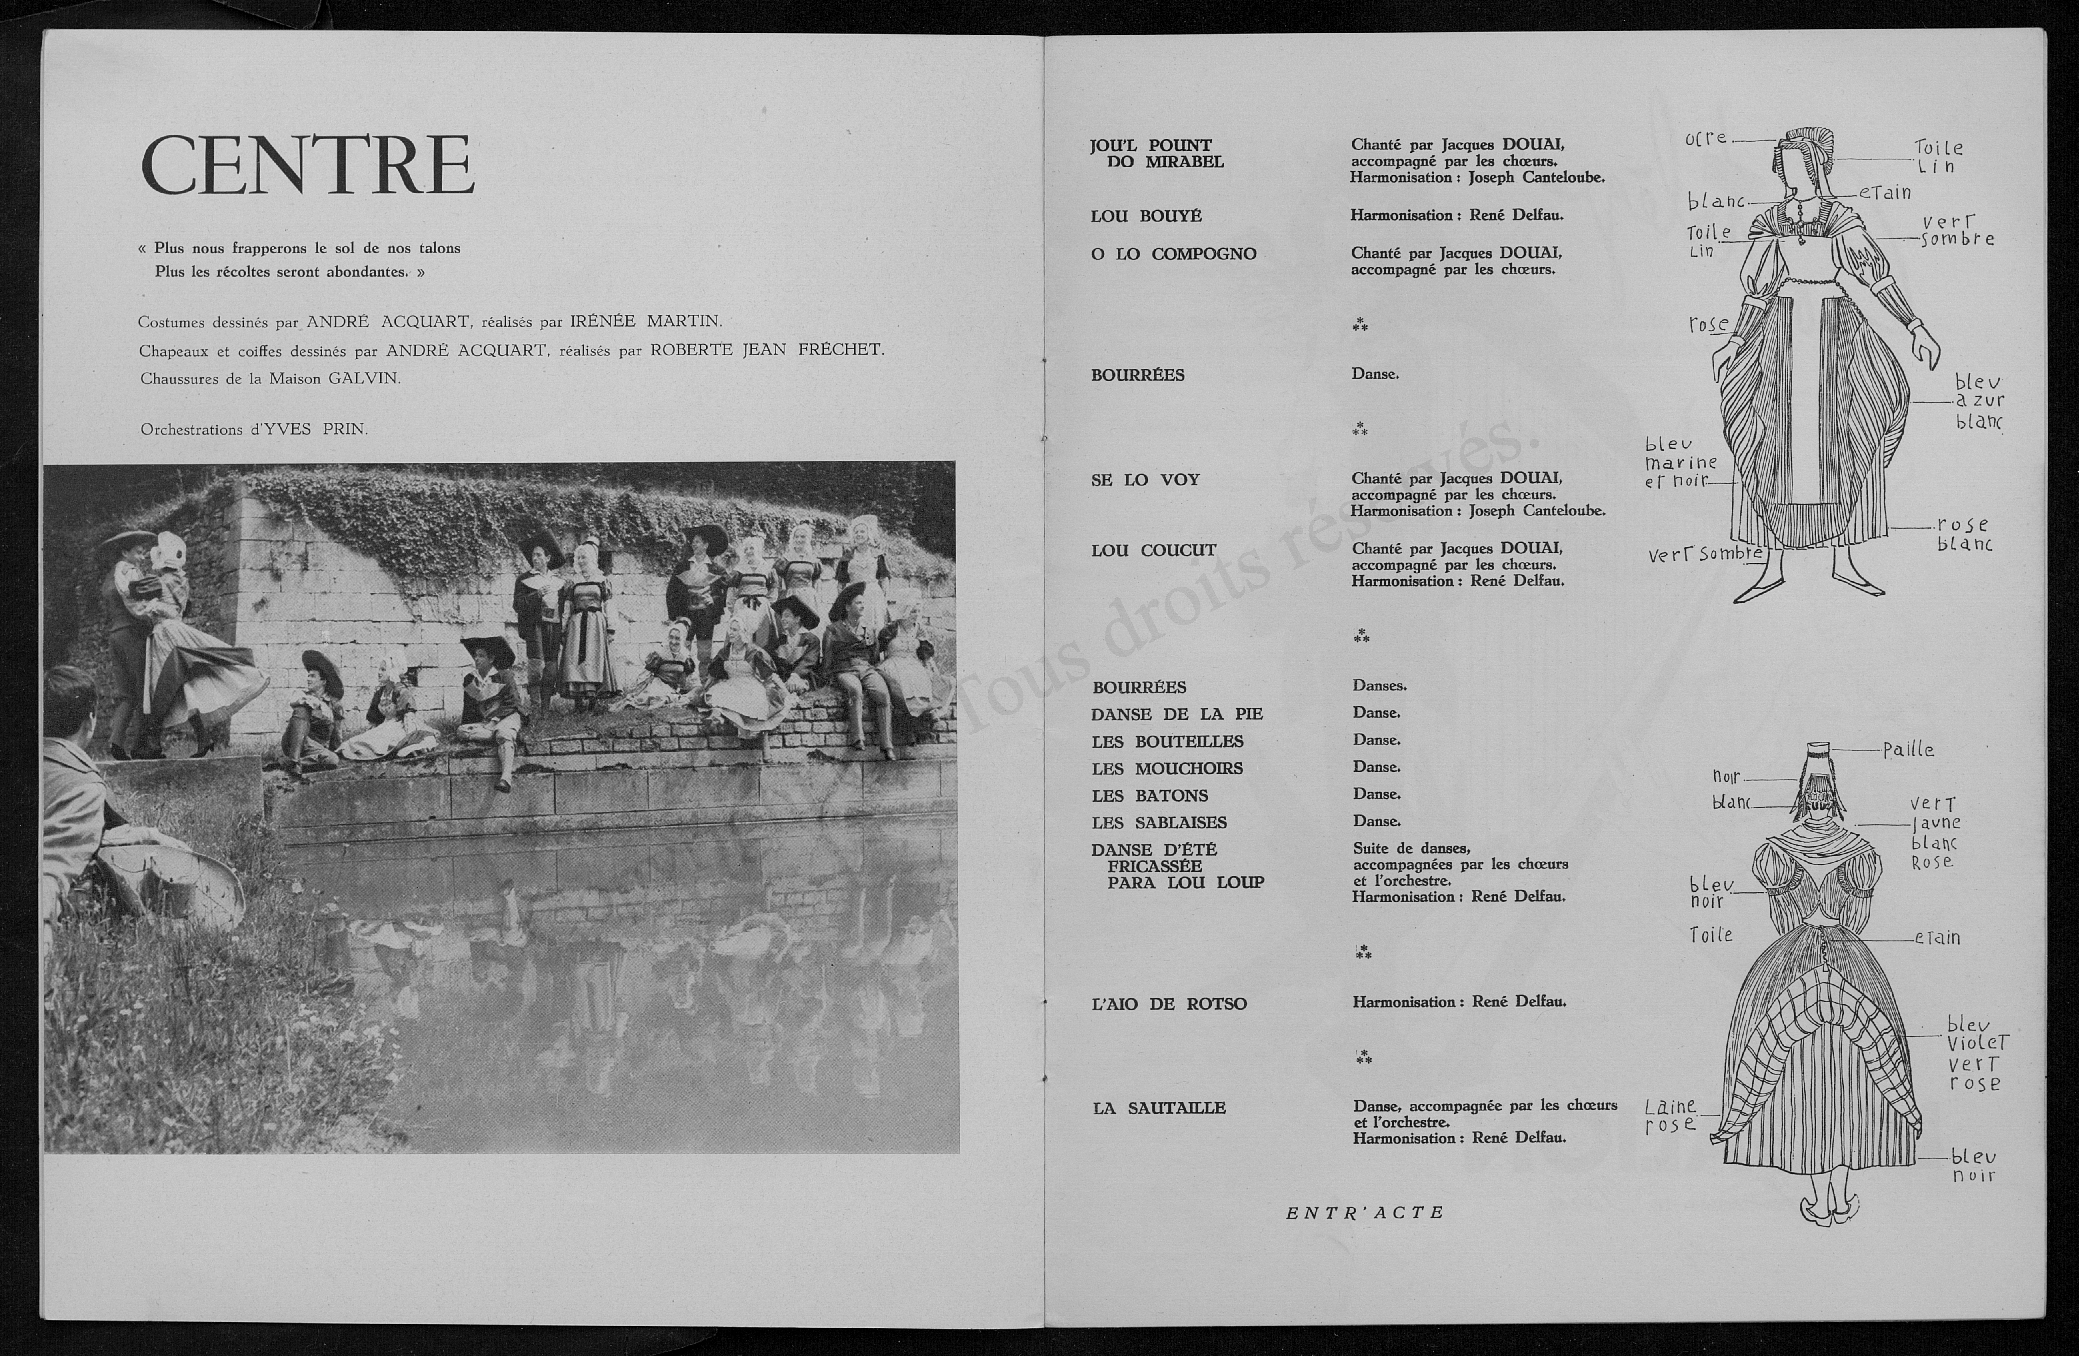 CENTRE
« Plus nous frapperons le sol de nos talons
Plus les récoltes seront abondantes. »
Costumes dessinés par ANDRÉ ACQUART, réalisés par IRÉNÉE MARTIN.
Chapeaux et coiffes dessinés par ANDRÉ ACQUART, réalisés par ROBERTE JEAN FRÉCHET.
Chaussures de la Maison GALVIN.
Orchestrations d'YVES PRIN.
JOU'L POUNT
DO MIRABEL
Chanté par Jacques DOUAI,
accompagné par les chœurs.
Harmonisation : Joseph Canteloube.
LOU BOUYÉ
Harmonisation : René Delfau.
O LO COMPOGNO
Chanté par Jacques DOUAI,
accompagné par les chœurs.
⁂
BOURRÉES
Danse.
⁂
SE LO VOY
Chanté par Jacques DOUAI,
accompagné par les chœurs.
Harmonisation : Joseph Canteloube.
LOU COUCUT
Chanté par Jacques DOUAI,
accompagné par les chœurs.
Harmonisation : René Delfau.
⁂
BOURRÉES
Danses.
DANSE DE LA PIE
Danse.
LES BOUTEILLES
Danse.
LES MOUCHOIRS
Danse.
LES BATONS
Danse.
LES SABLAISES
Danse.
DANSE D'ÉTÉ
FRICASSÉE
PARA LOU LOUP
Suite de danses,
accompagnées par les chœurs
et l'orchestre.
Harmonisation : René Delfau.
⁂
L'AIO DE ROTSO
Harmonisation : René Delfau.
⁂
LA SAUTAILLE
Danse, accompagnée par les chœurs
et l'orchestre.
Harmonisation : René Delfau.
ENTR'ACTE
ocre
Toile
Lin
blanc
eTain
Toile
Lin
verT
sombre
rose
bleu
azur
blanc
bleu
marine
eT noir
rose
blanc
verT sombre
paille
noir
blanc
verT
Jaune
blanc
Rose
bleu
noir
Toile
eTain
bleu
violeT
verT
rose
Laine
rose
bleu
noir
Tous droits réservés.